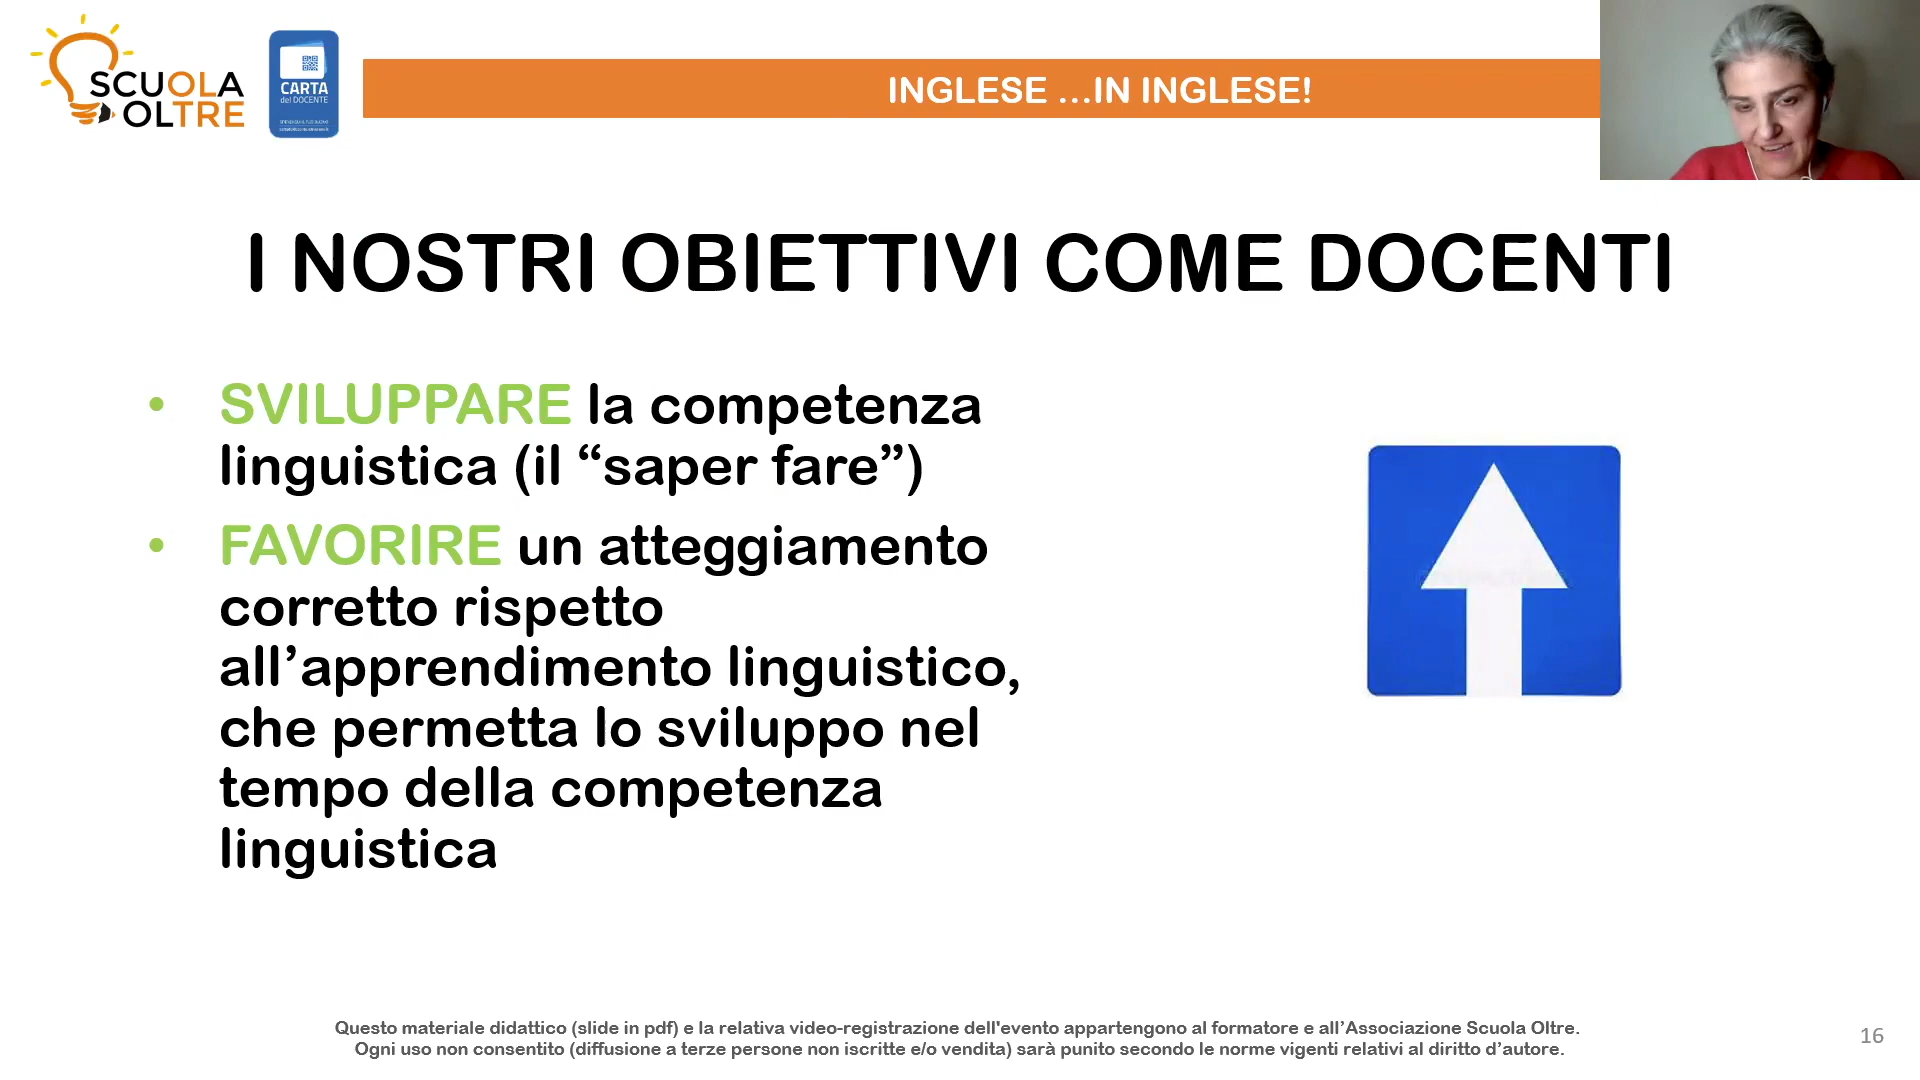 SCUOLA
OLTRE
CARTA
del DOCENTE
INGLESE …IN INGLESE!
I NOSTRI OBIETTIVI COME DOCENTI
• SVILUPPARE la competenza
linguistica (il “saper fare”)
• FAVORIRE un atteggiamento
corretto rispetto
all’apprendimento linguistico,
che permetta lo sviluppo nel
tempo della competenza
linguistica
Questo materiale didattico (slide in pdf) e la relativa video-registrazione dell'evento appartengono al formatore e all’Associazione Scuola Oltre.
Ogni uso non consentito (diffusione a terze persone non iscritte e/o vendita) sarà punito secondo le norme vigenti relativi al diritto d’autore.
16